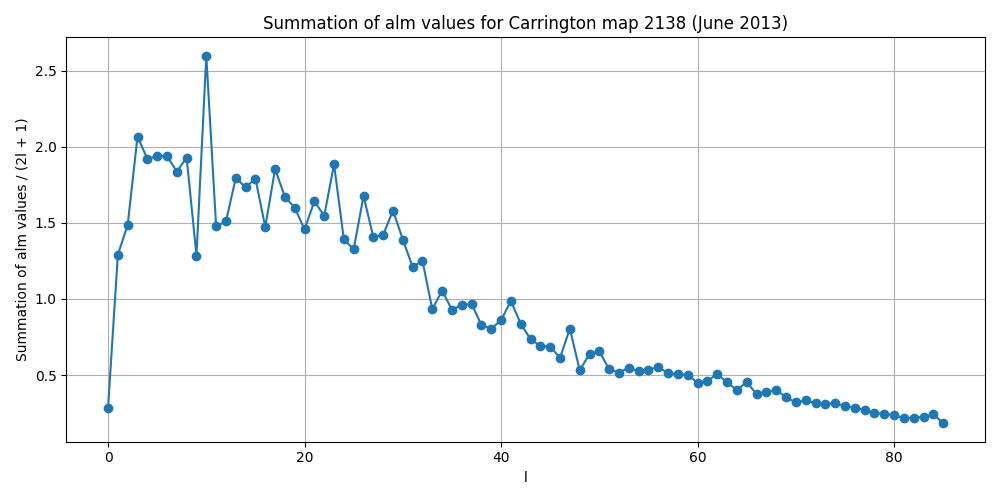 Summation of alm values for Carrington map 2138 (June 2013)
Summation of alm values / (2l + 1)
2.5
2.0
1.5
1.0
0.5
0 20 40 60 80
l